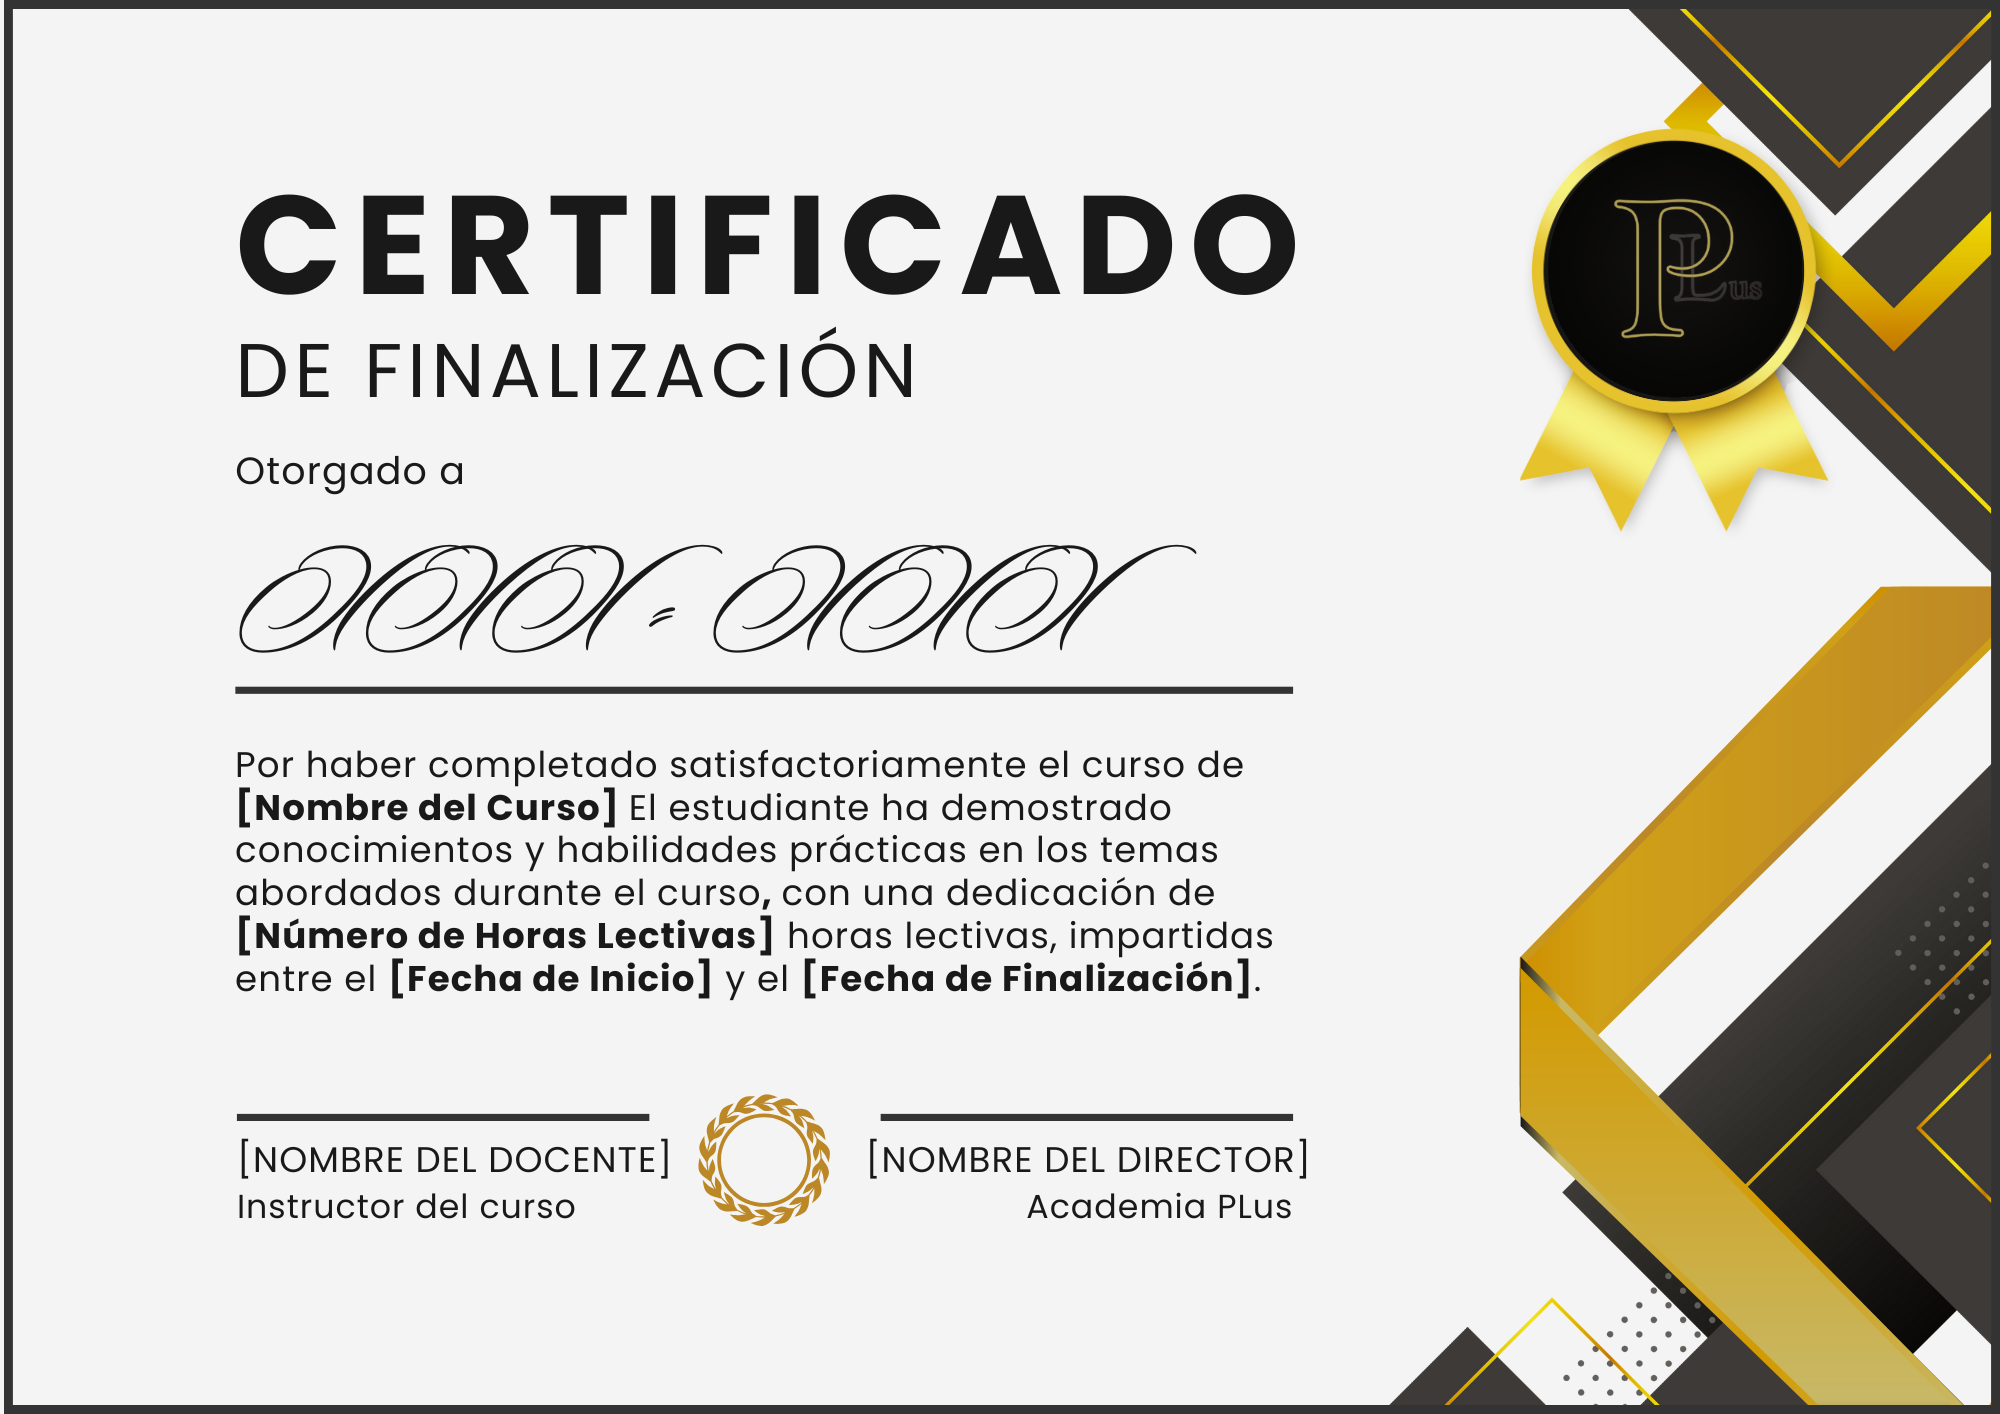 CERTIFICADO
DE FINALIZACIÓN
PLus
Otorgado a
XXX - XXX
Por haber completado satisfactoriamente el curso de
[Nombre del Curso] El estudiante ha demostrado
conocimientos y habilidades prácticas en los temas
abordados durante el curso, con una dedicación de
[Número de Horas Lectivas] horas lectivas, impartidas
entre el [Fecha de Inicio] y el [Fecha de Finalización].
[NOMBRE DEL DOCENTE]
Instructor del curso
[NOMBRE DEL DIRECTOR]
Academia PLus